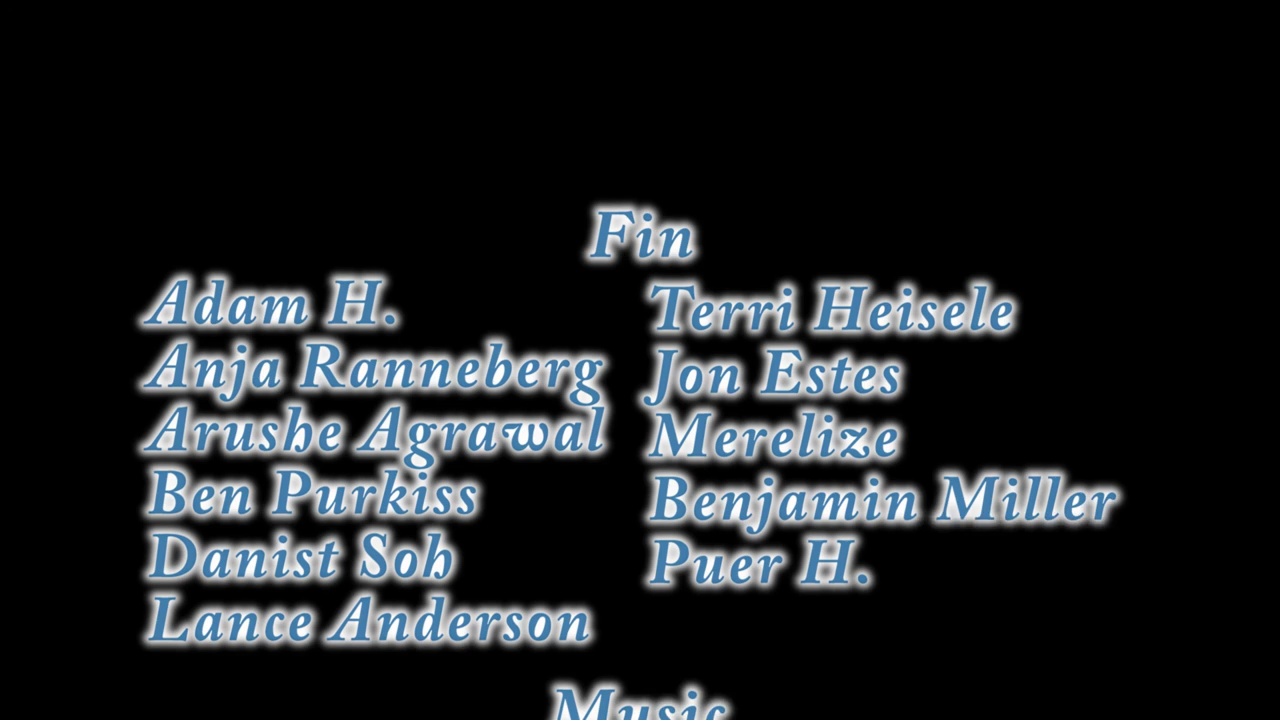 Fin
Adam H.
Anja Ranneberg
Arushe Agrawal
Ben Purkiss
Danist Soh
Lance Anderson
Terri Heisele
Jon Estes
Merelize
Benjamin Miller
Puer H.
Music